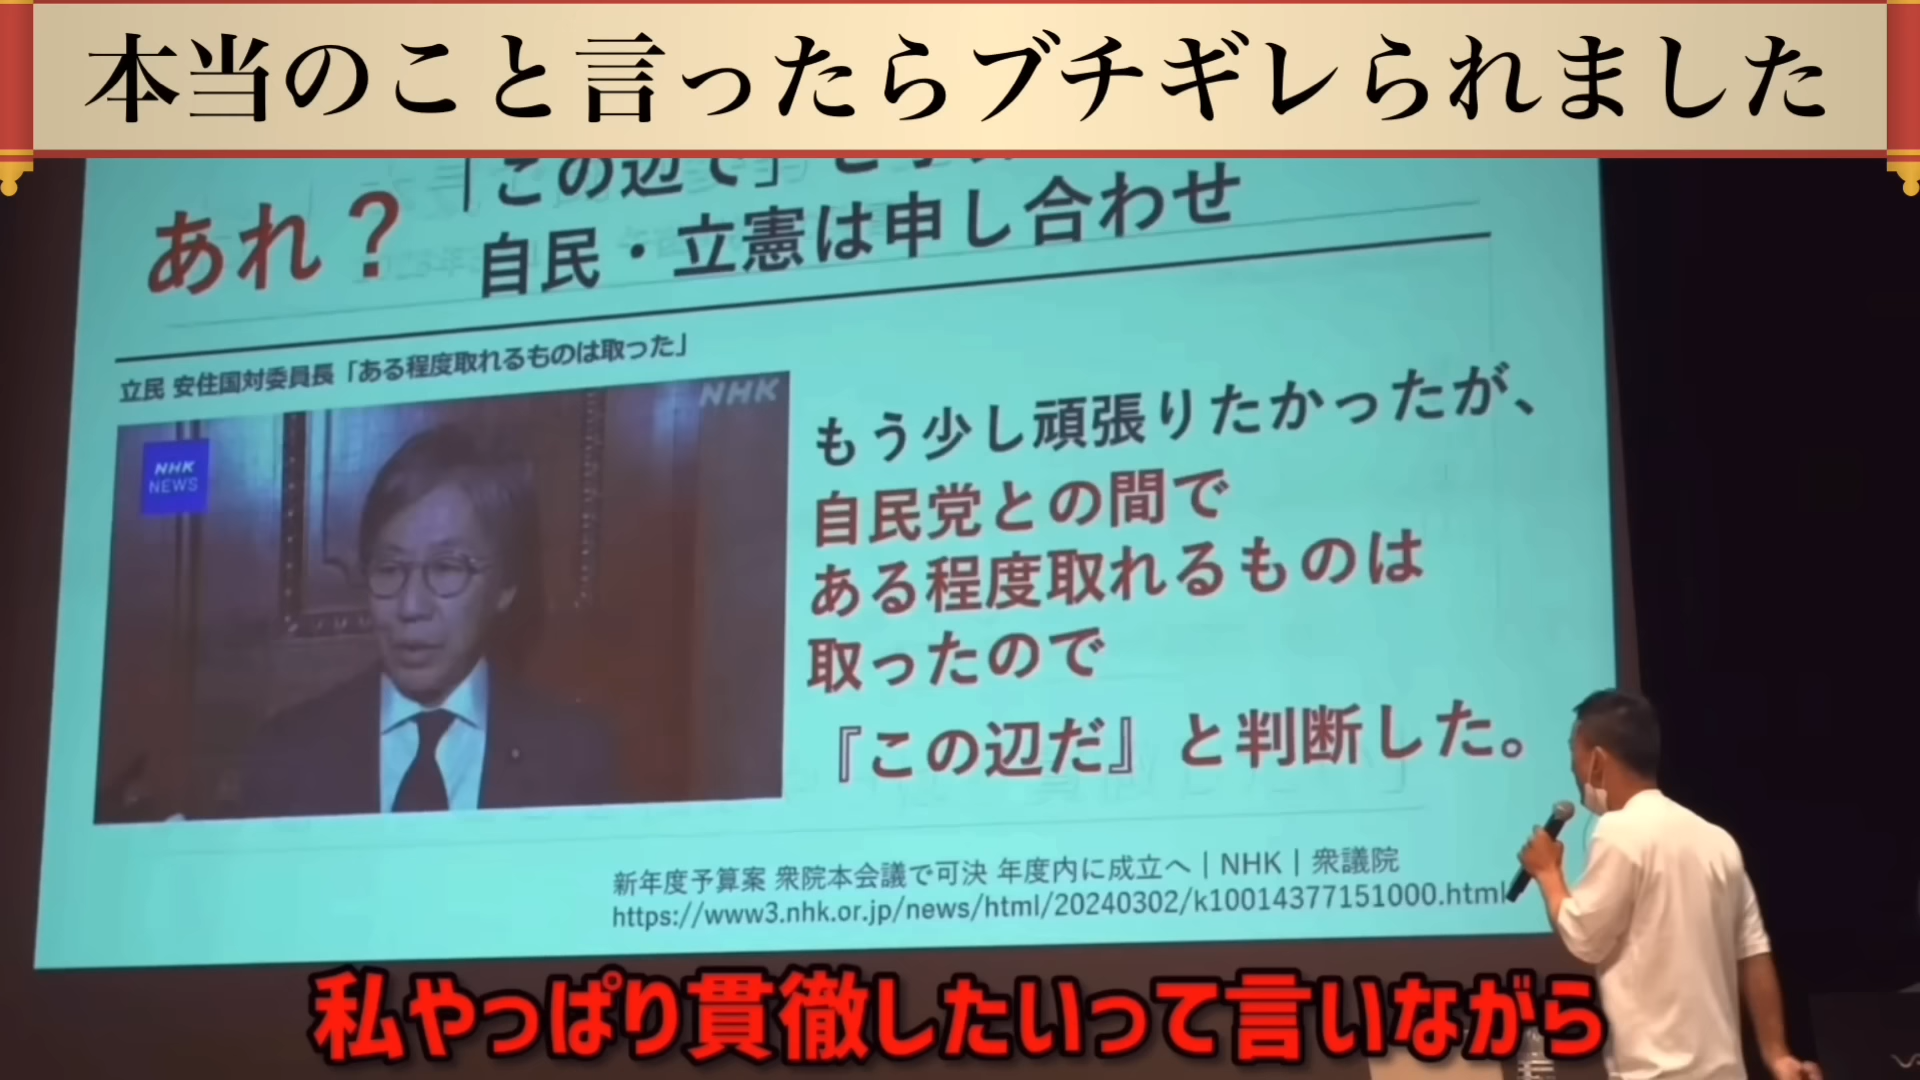 本当のこと言ったらブチギレられました
「この辺で」
あれ？
自民・立憲は申し合わせ
立民 安住国対委員長「ある程度取れるものは取った」
NHK
NHK
NEWS
もう少し頑張りたかったが、
自民党との間で
ある程度取れるものは
取ったので
『この辺だ』と判断した。
新年度予算案 衆院本会議で可決 年度内に成立へ | NHK | 衆議院
https://www3.nhk.or.jp/news/html/20240302/k10014377151000.html
私やっぱり貫徹したいって言いながら